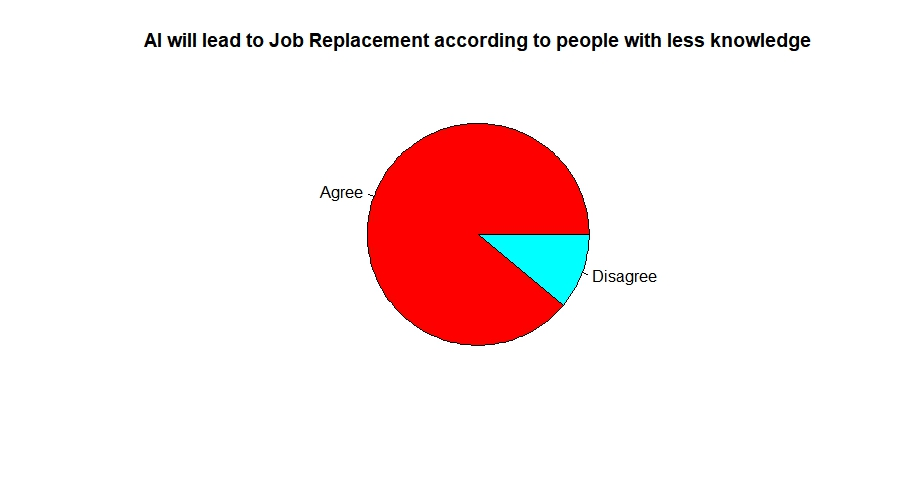 AI will lead to Job Replacement according to people with less knowledge
Agree
Disagree